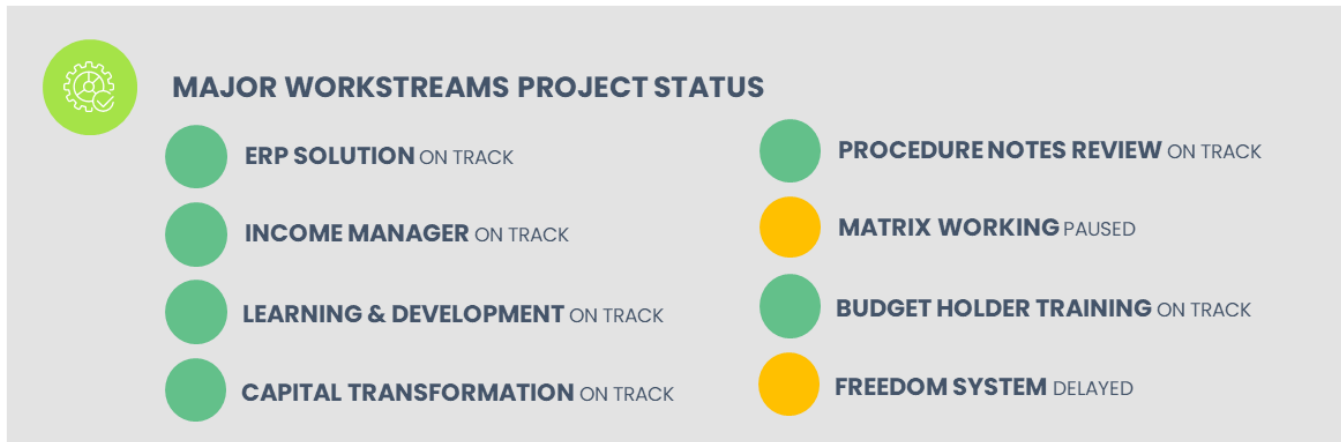 MAJOR WORKSTREAMS PROJECT STATUS
ERP SOLUTION ON TRACK
INCOME MANAGER ON TRACK
LEARNING & DEVELOPMENT ON TRACK
CAPITAL TRANSFORMATION ON TRACK
PROCEDURE NOTES REVIEW ON TRACK
MATRIX WORKING PAUSED
BUDGET HOLDER TRAINING ON TRACK
FREEDOM SYSTEM DELAYED